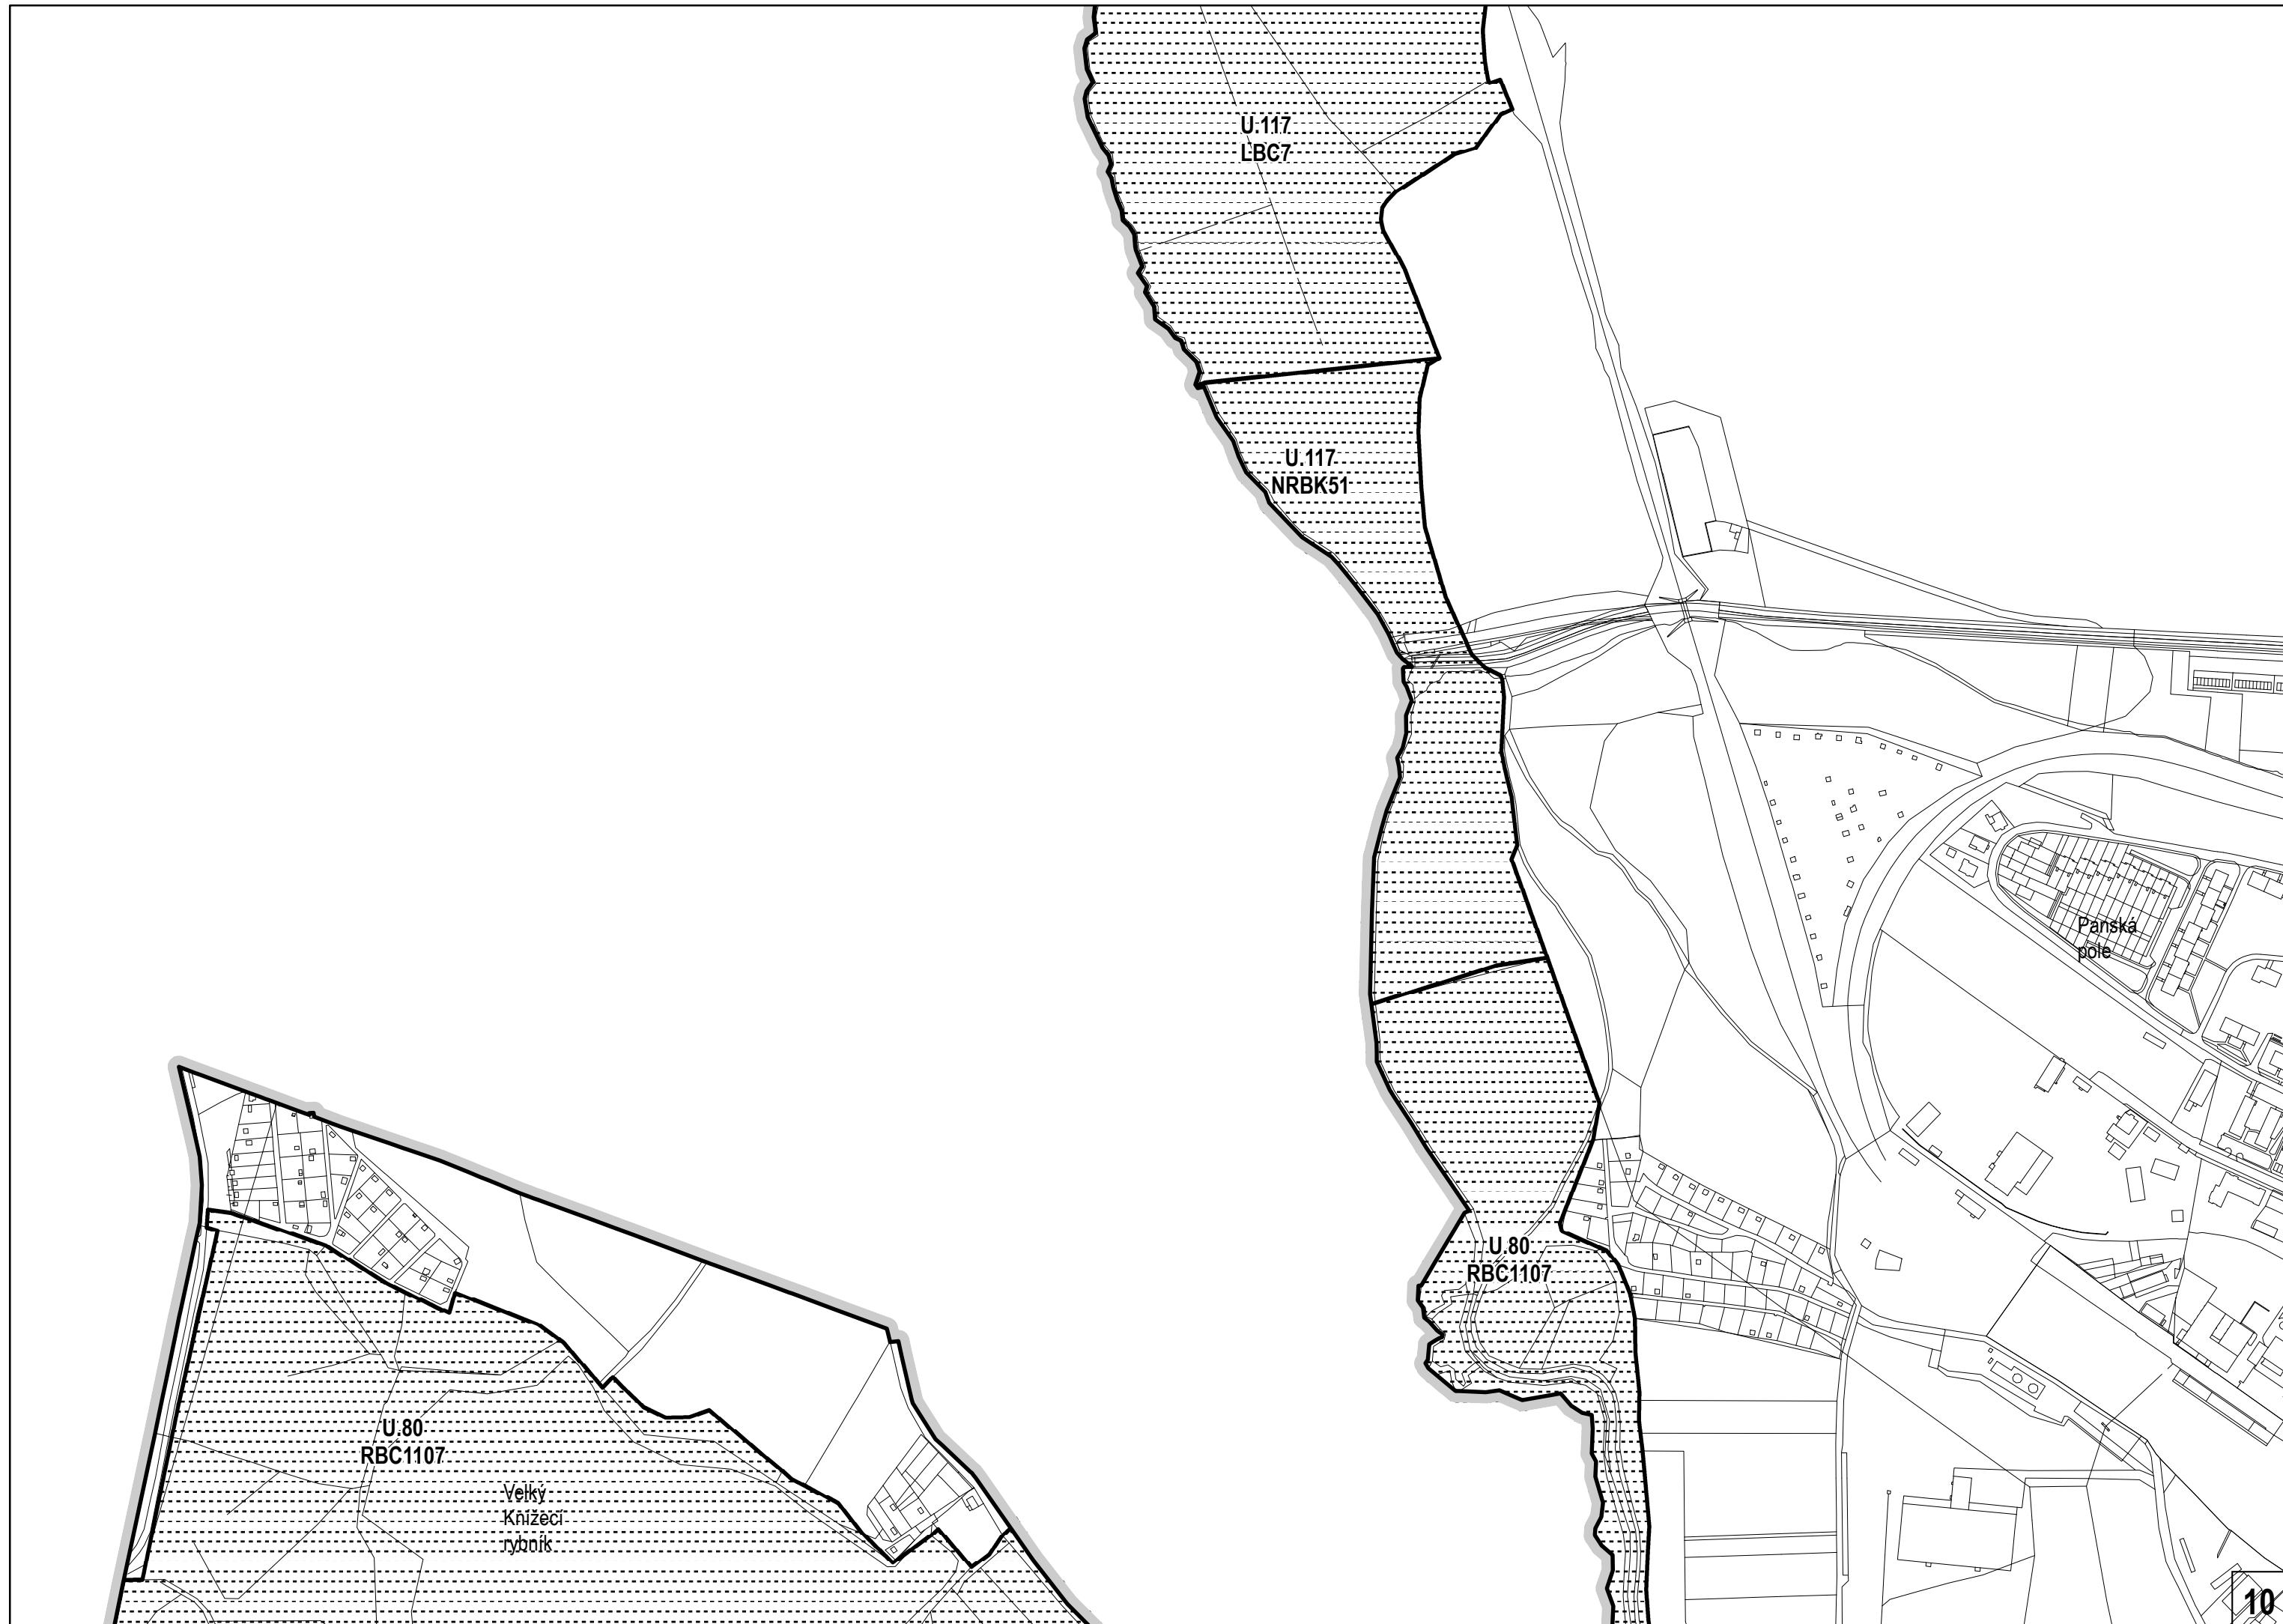 U.117
LBC7
U.117
NRBK51
Panská
pole
U.80
RBC1107
U.80
RBC1107
Velký
Knížecí
rybník
10